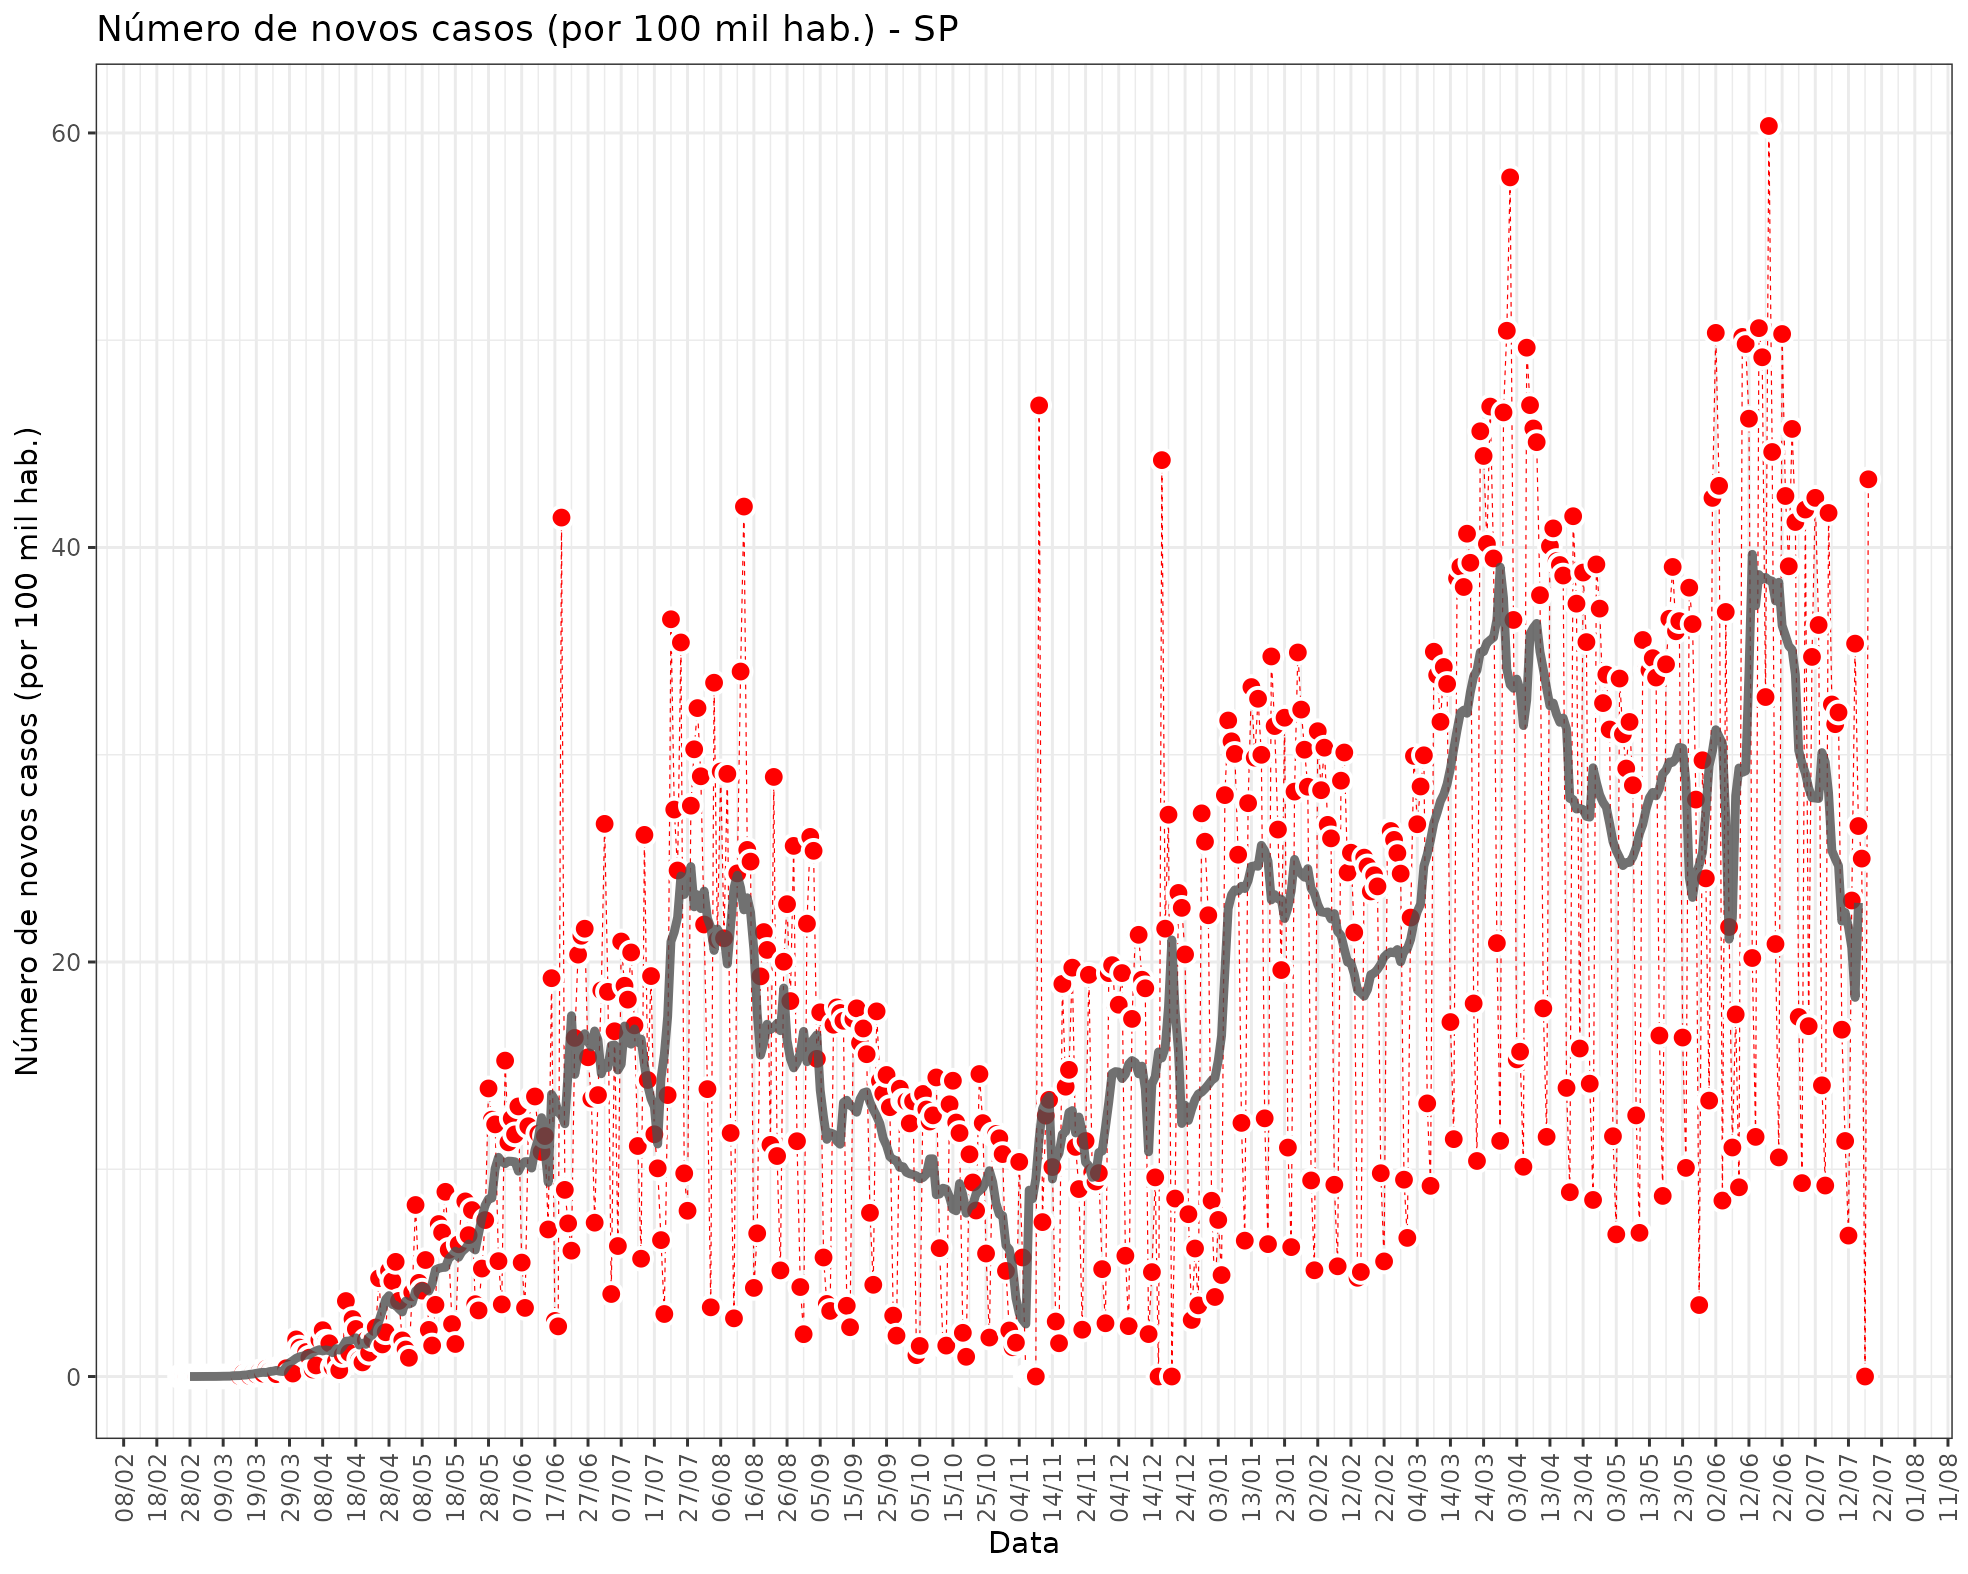 Número de novos casos (por 100 mil hab.) - SP
Número de novos casos (por 100 mil hab.)
60
40
20
0
08/02 18/02 28/02 09/03 19/03 29/03 08/04 18/04 28/04 08/05 18/05 28/05 07/06 17/06 27/06 07/07 17/07 27/07 06/08 16/08 26/08 05/09 15/09 25/09 05/10 15/10 25/10 04/11 14/11 24/11 04/12 14/12 24/12 03/01 13/01 23/01 02/02 12/02 22/02 04/03 14/03 24/03 03/04 13/04 23/04 03/05 13/05 23/05 02/06 12/06 22/06 02/07 12/07 22/07 01/08 11/08
Data